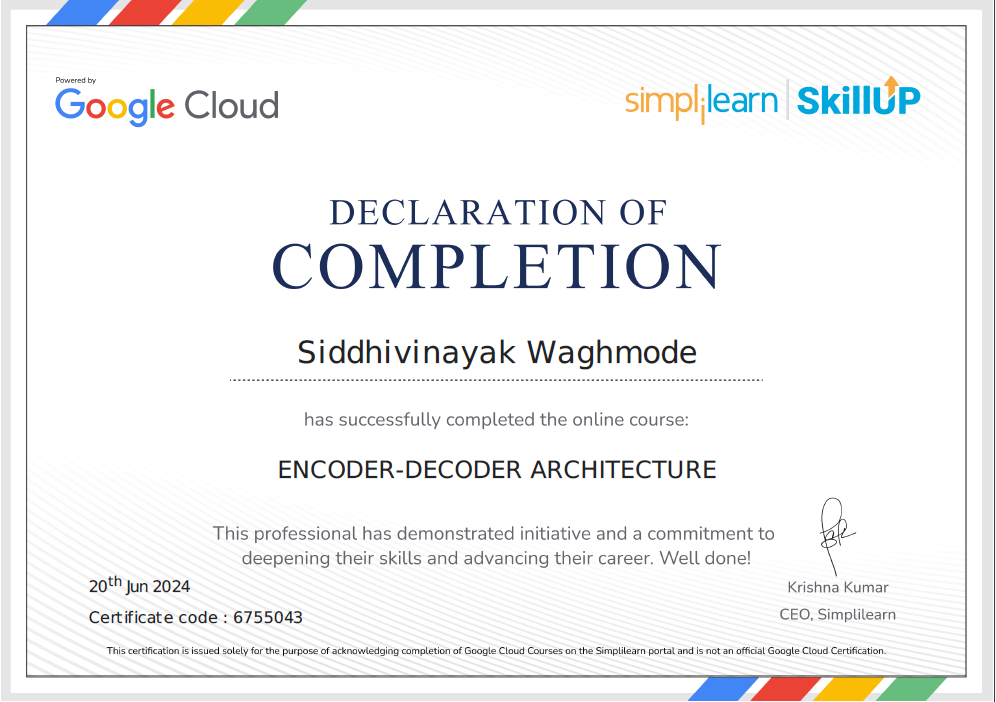 Powered by
Google Cloud
simplilearn | SkillUP
DECLARATION OF
COMPLETION
Siddhivinayak Waghmode
has successfully completed the online course:
ENCODER-DECODER ARCHITECTURE
This professional has demonstrated initiative and a commitment to
deepening their skills and advancing their career. Well done!
20th Jun 2024
Certificate code : 6755043
Krishna Kumar
CEO, Simplilearn
This certification is issued solely for the purpose of acknowledging completion of Google Cloud Courses on the Simplilearn portal and is not an official Google Cloud Certification.